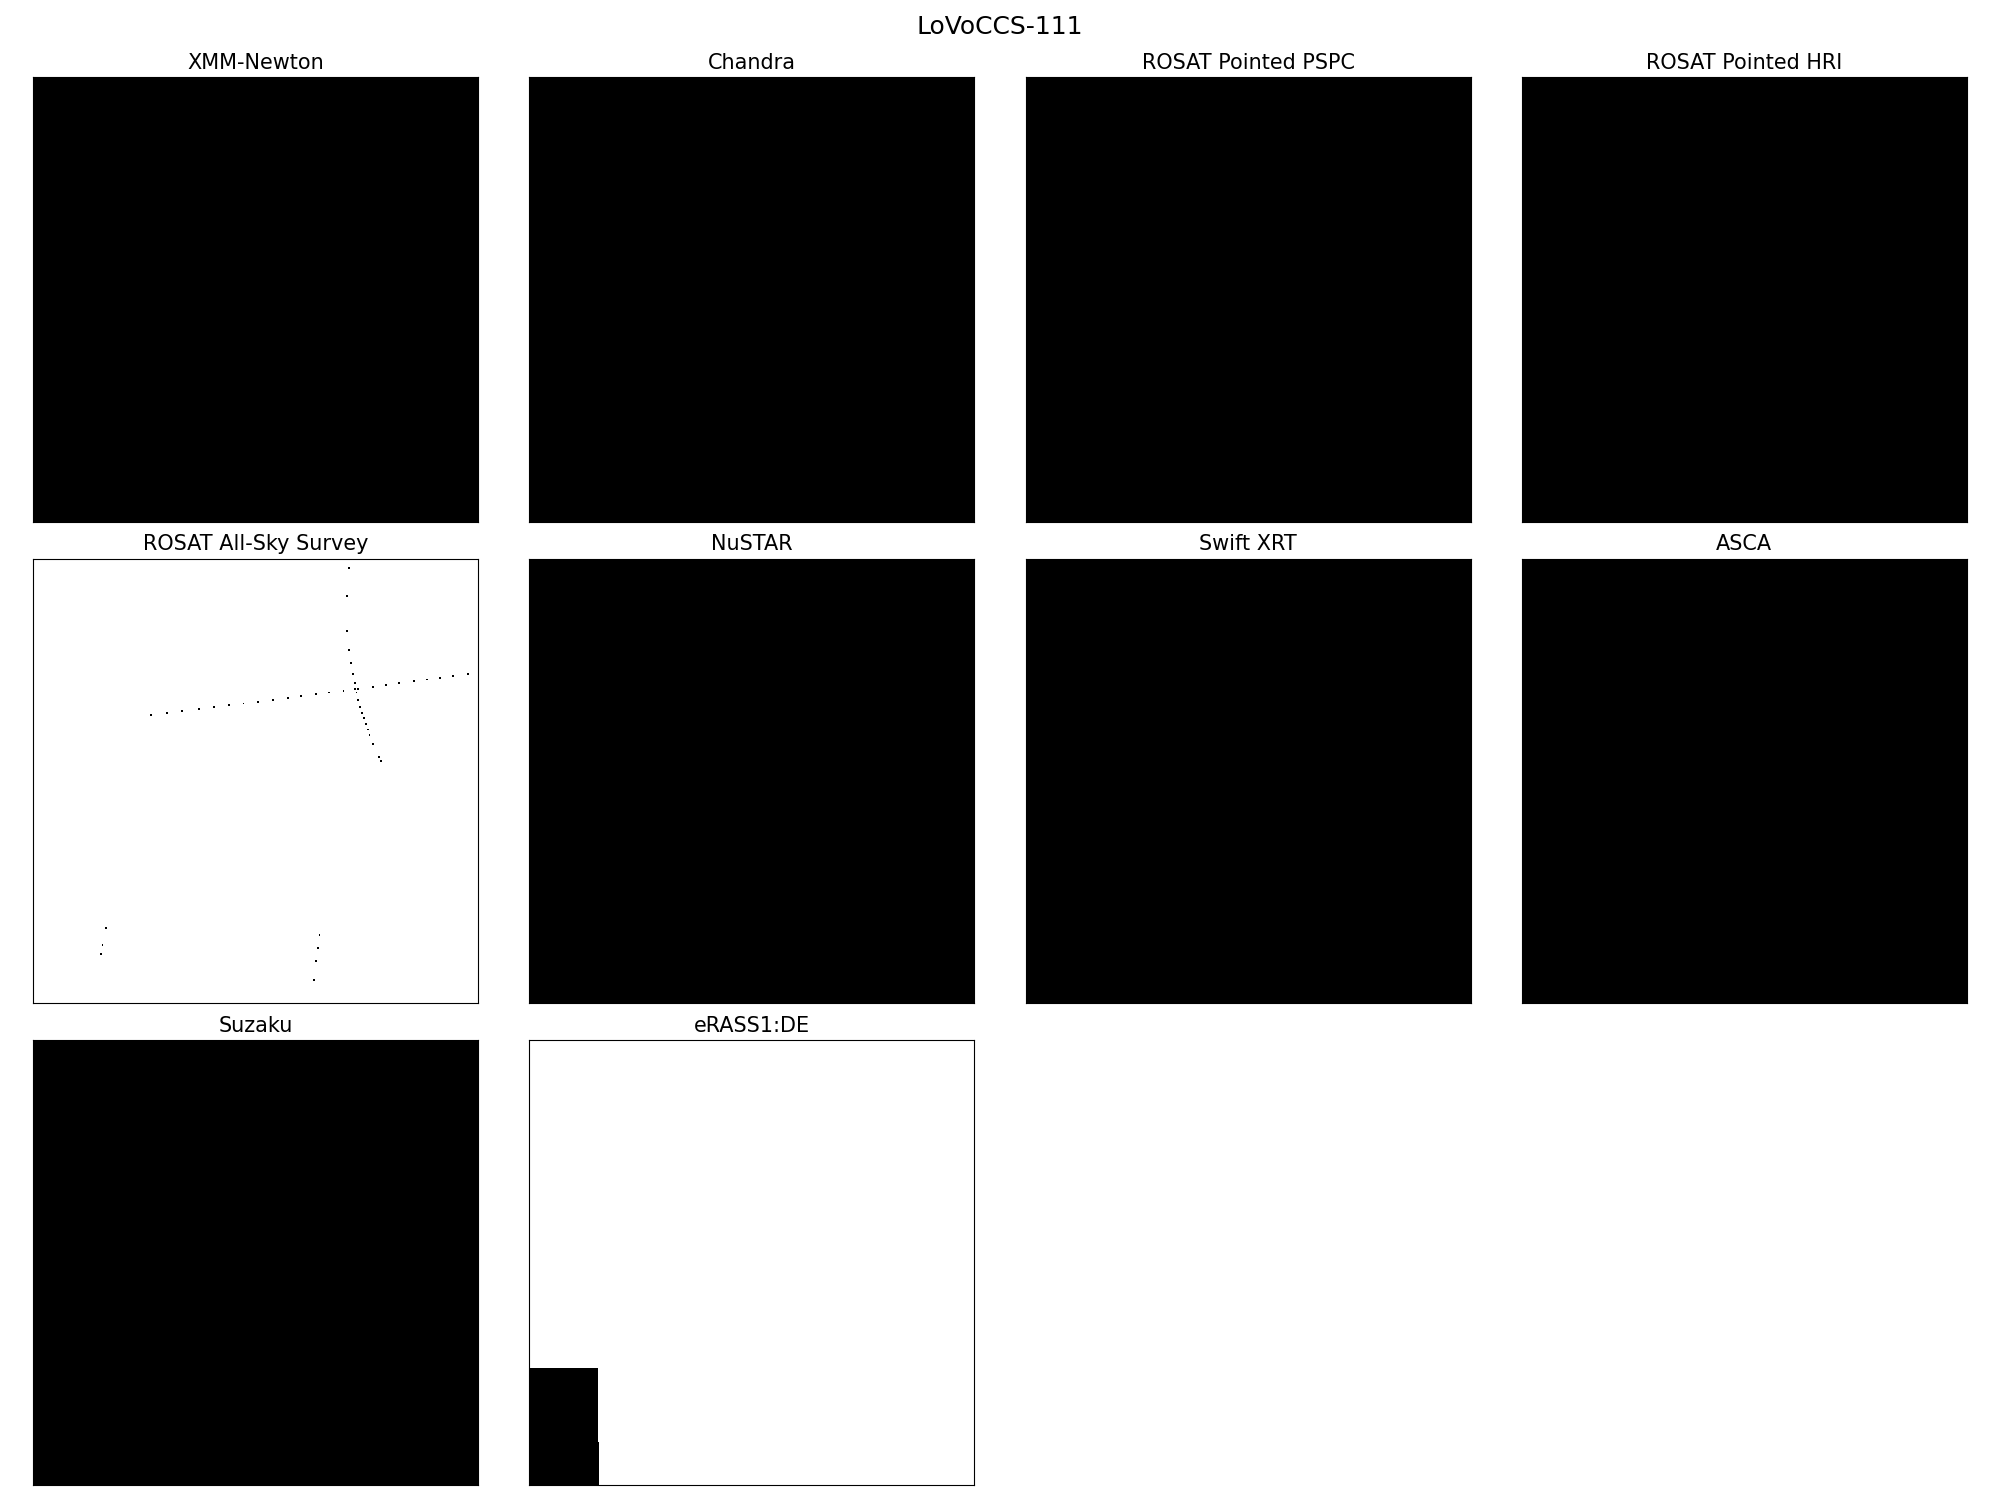 LoVoCCS-111
XMM-Newton
Chandra
ROSAT Pointed PSPC
ROSAT Pointed HRI
ROSAT All-Sky Survey
NuSTAR
Swift XRT
ASCA
Suzaku
eRASS1:DE